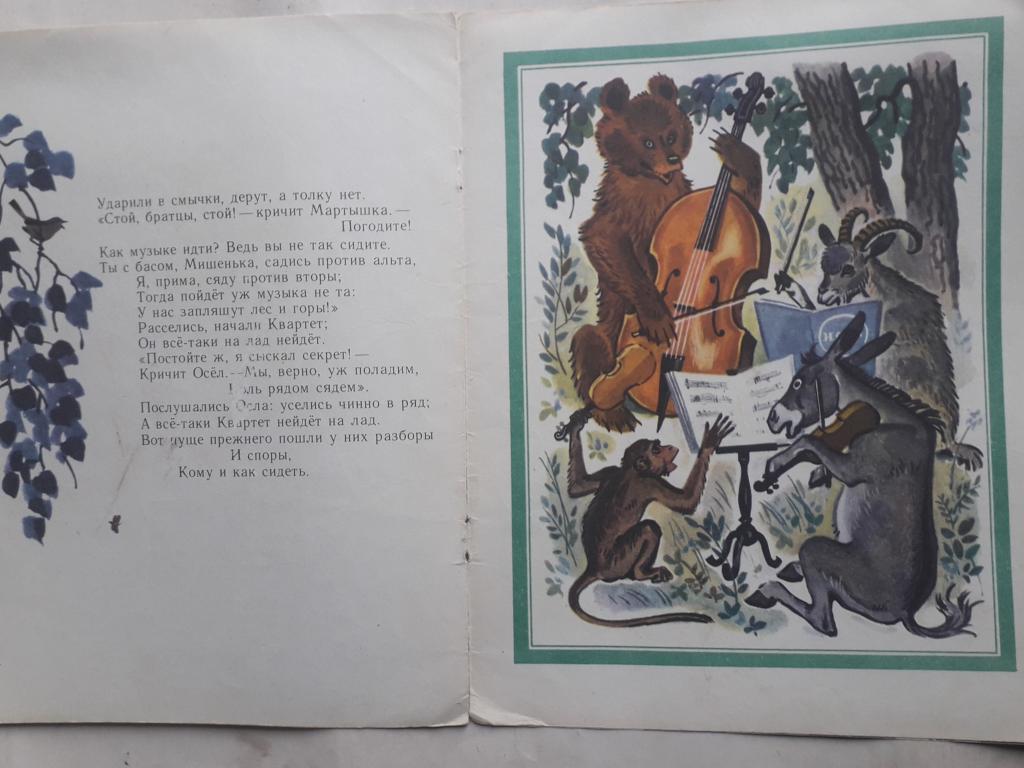 Ударили в смычки, дерут, а толку нет.
«Стой, братцы, стой! — кричит Мартышка. —
Погодите!
Как музыке идти? Ведь вы не так сидите.
Ты с басом, Мишенька, садись против альта,
Я, прима, сяду против вторы;
Тогда пойдёт уж музыка не та:
У нас запляшут лес и горы!»
Расселись, начали Квартет;
Он всё-таки на лад нейдёт.
«Постойте ж, я сыскал секрет! —
Кричит Осёл. — Мы, верно, уж поладим,
Коль рядом сядем».
Послушались Осла: уселись чинно в ряд;
А всё-таки Квартет нейдёт на лад.
Вот пуще прежнего пошли у них разборы
И споры,
Кому и как сидеть.